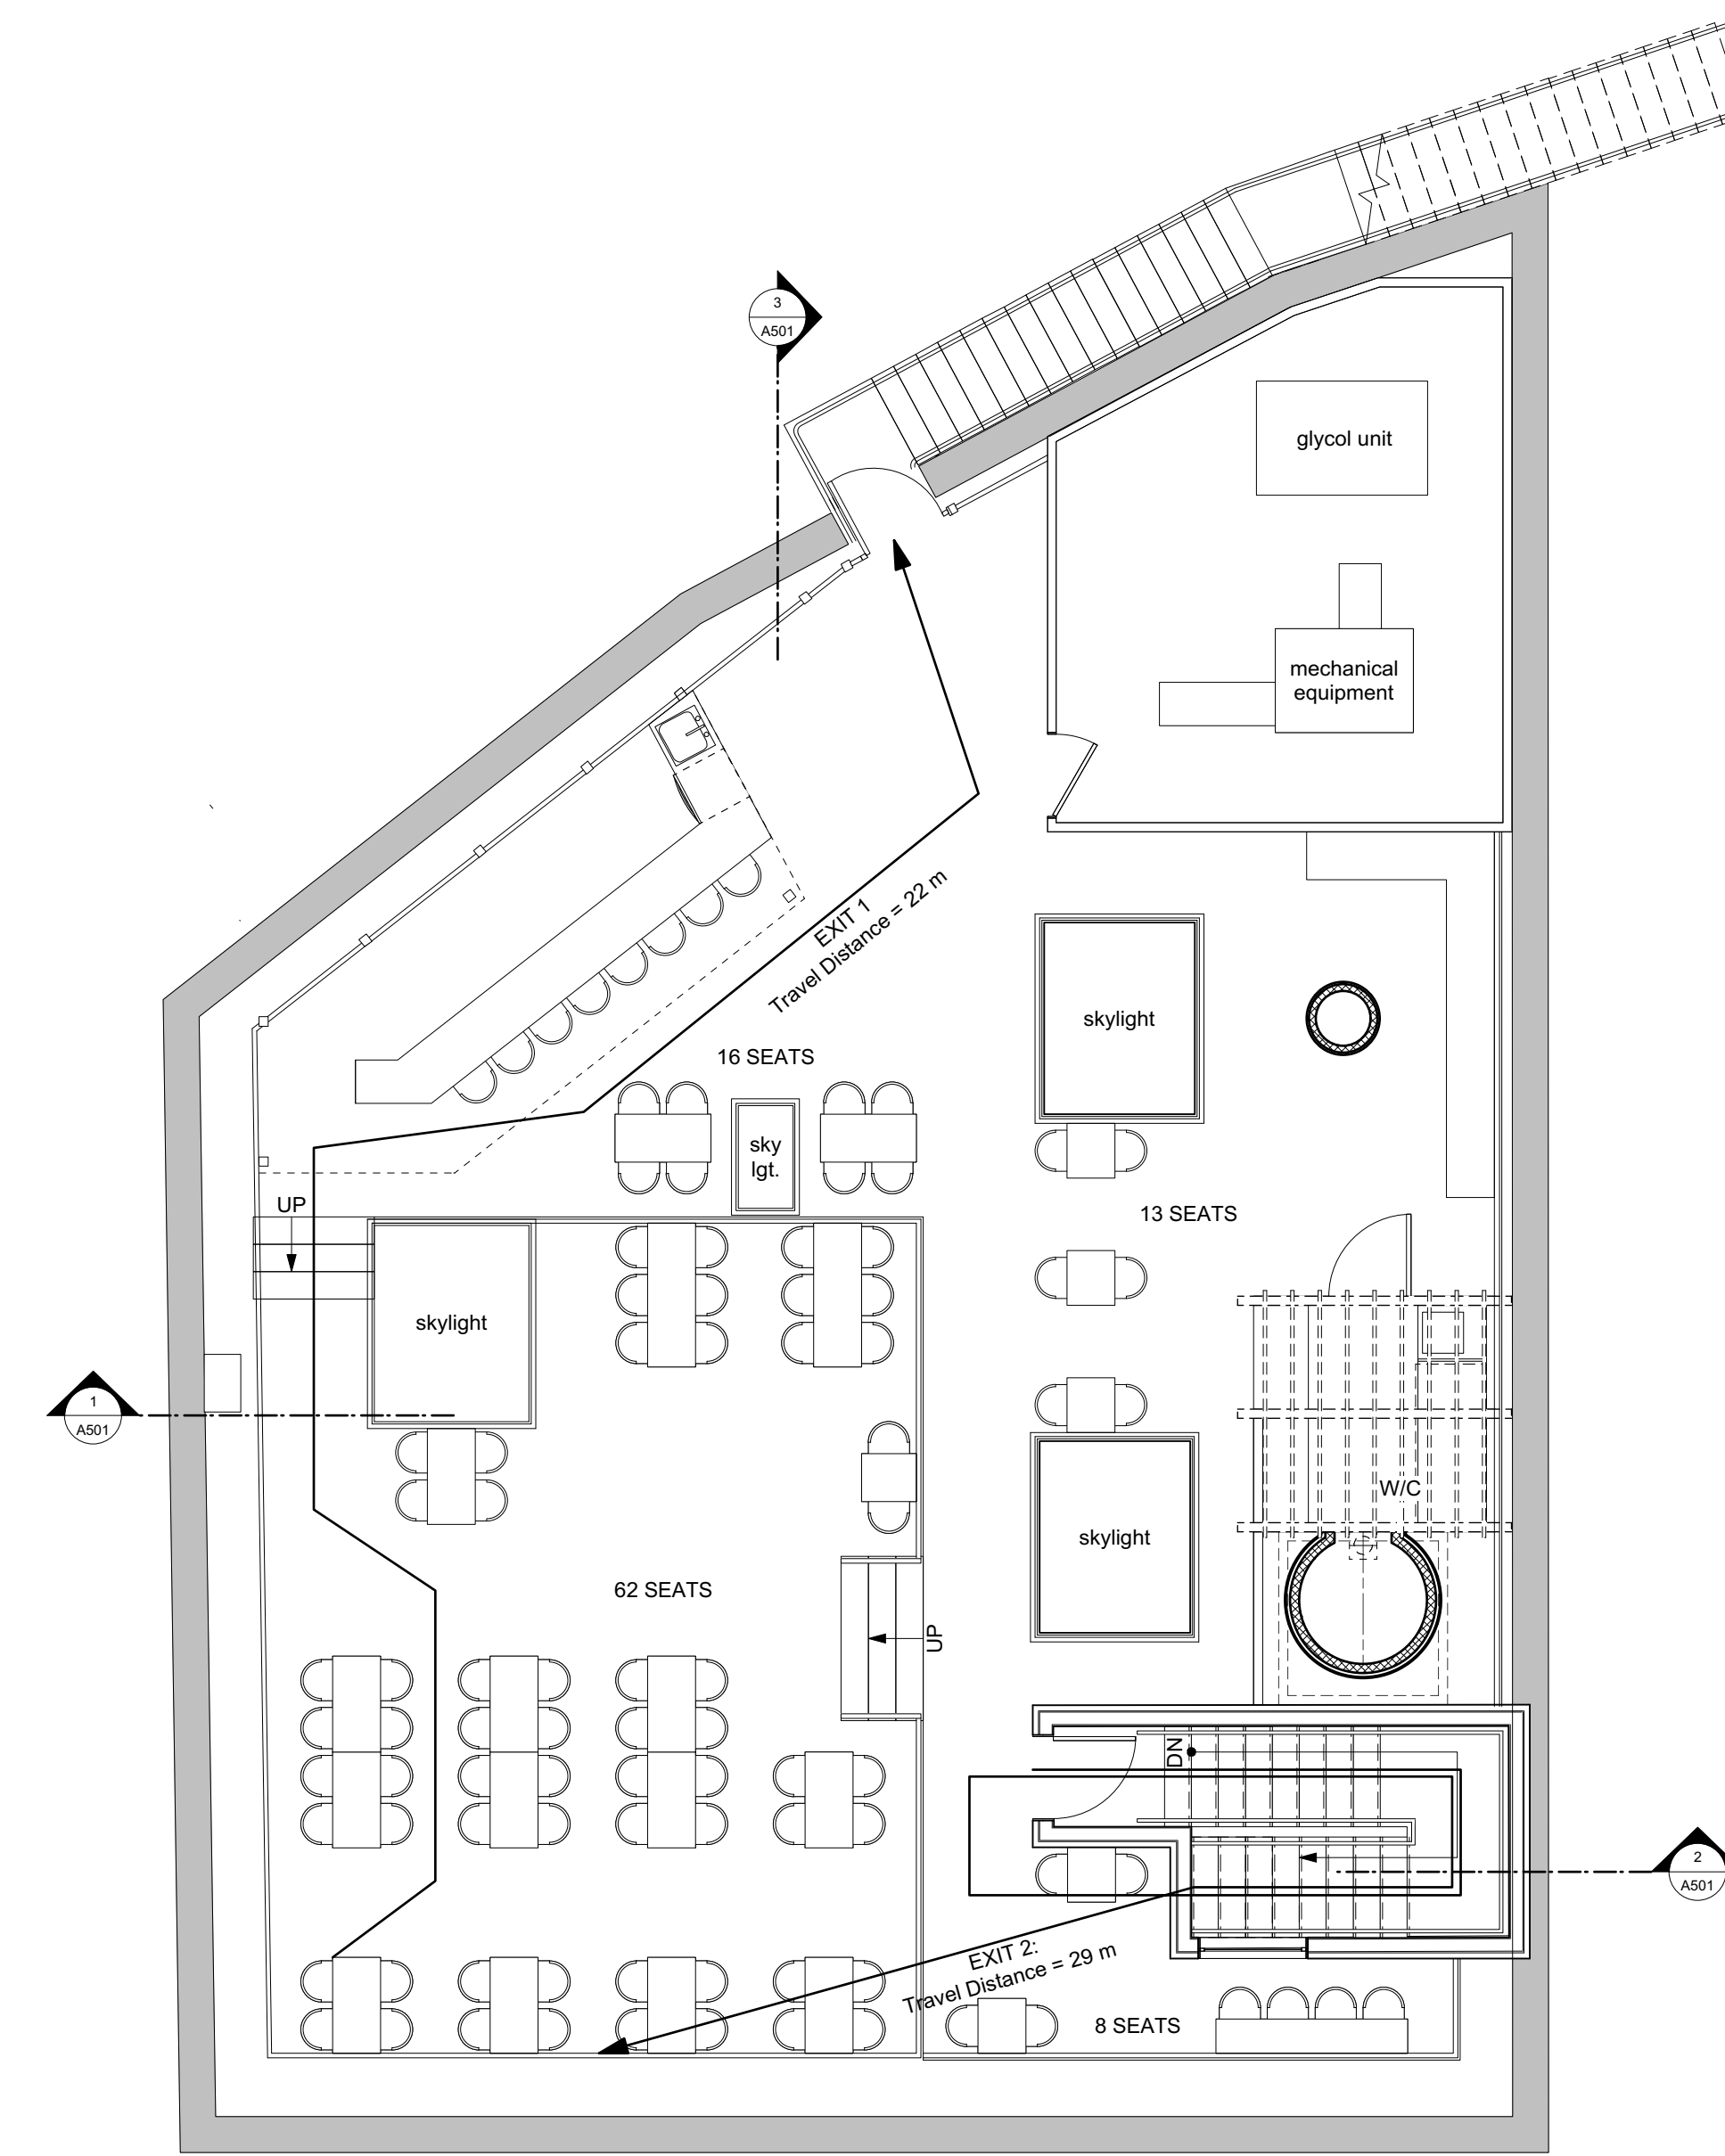 3
A501
glycol unit
mechanical
equipment
EXIT 1
Travel Distance = 22 m
skylight
16 SEATS
sky
lgt.
UP
13 SEATS
skylight
1
A501
W/C
skylight
62 SEATS
UP
DN
2
A501
EXIT 2:
Travel Distance = 29 m
8 SEATS